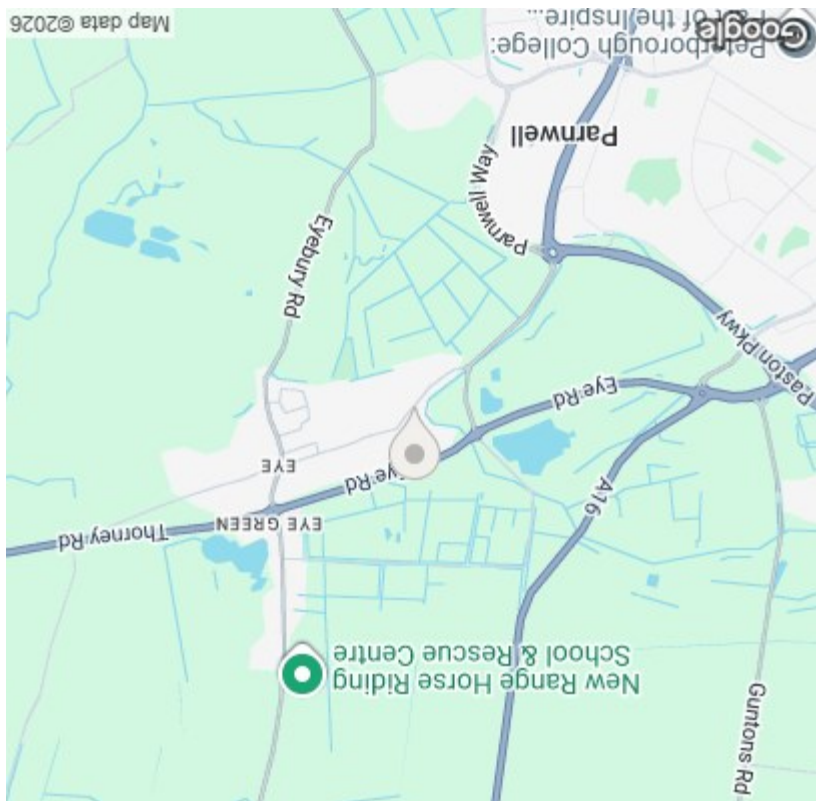 Guntons Rd
New Range Horse Riding
School & Rescue Centre
Thorney Rd
EYE GREEN
A16
Eye Rd
EYE
Eye Rd
Paston Pkwy
Eyebury Rd
Parnwell Way
Parnwell
Peterborough College:
Part of the Inspire...
Google
Map data ©2026